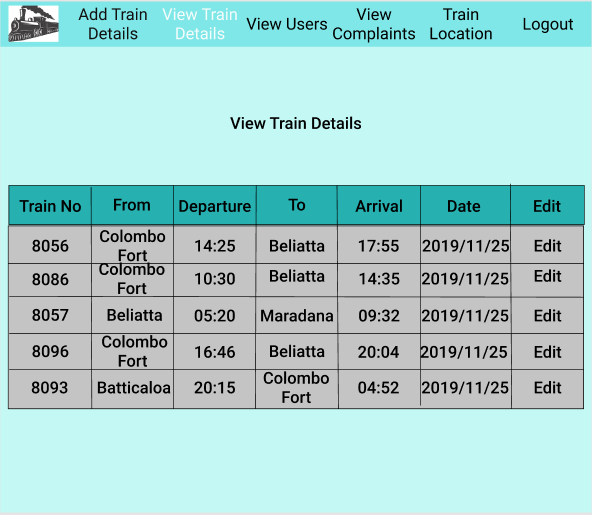 Add Train Details
View Train Details
View Users
View Complaints
Train Location
Logout
View Train Details
Train No From Departure To Arrival Date Edit
8056 Colombo Fort 14:25 Beliatta 17:55 2019/11/25 Edit
8086 Colombo Fort 10:30 Beliatta 14:35 2019/11/25 Edit
8057 Beliatta 05:20 Maradana 09:32 2019/11/25 Edit
8096 Colombo Fort 16:46 Beliatta 20:04 2019/11/25 Edit
8093 Batticaloa 20:15 Colombo Fort 04:52 2019/11/25 Edit